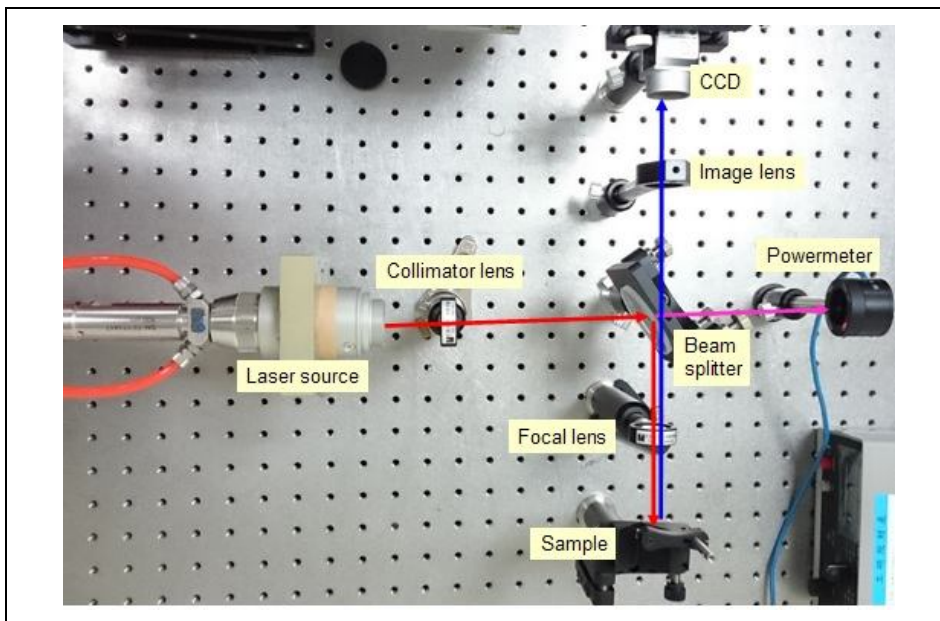 CCD
Image lens
Powermeter
Collimator lens
Beam
splitter
Laser source
Focal lens
Sample